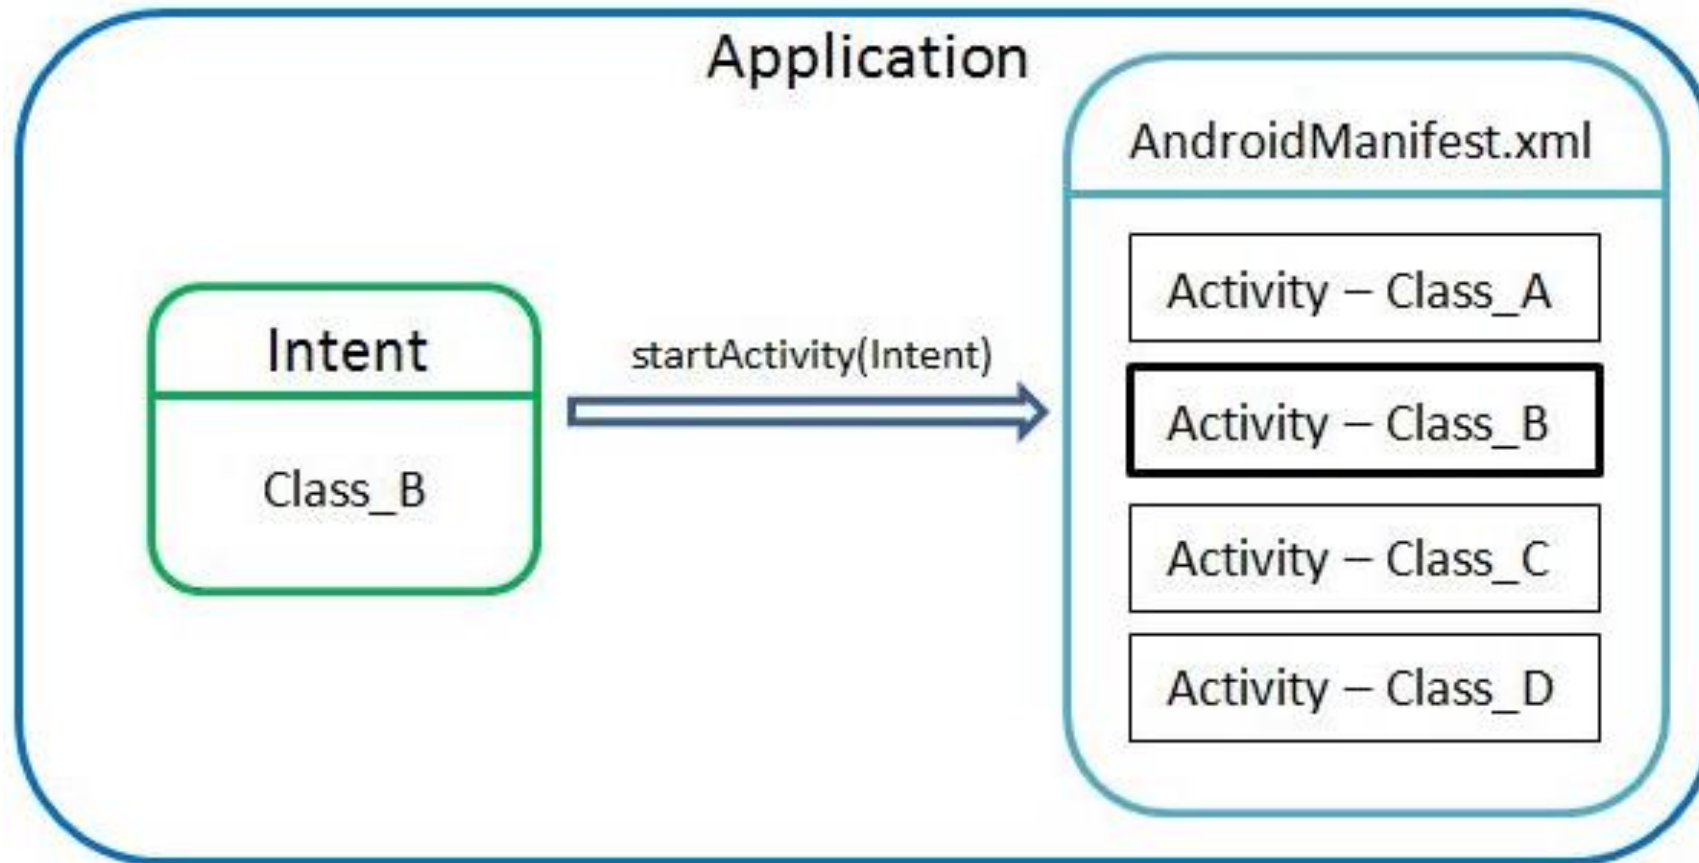 Application
AndroidManifest.xml
Intent
Class_B
startActivity(Intent)
Activity – Class_A
Activity – Class_B
Activity – Class_C
Activity – Class_D